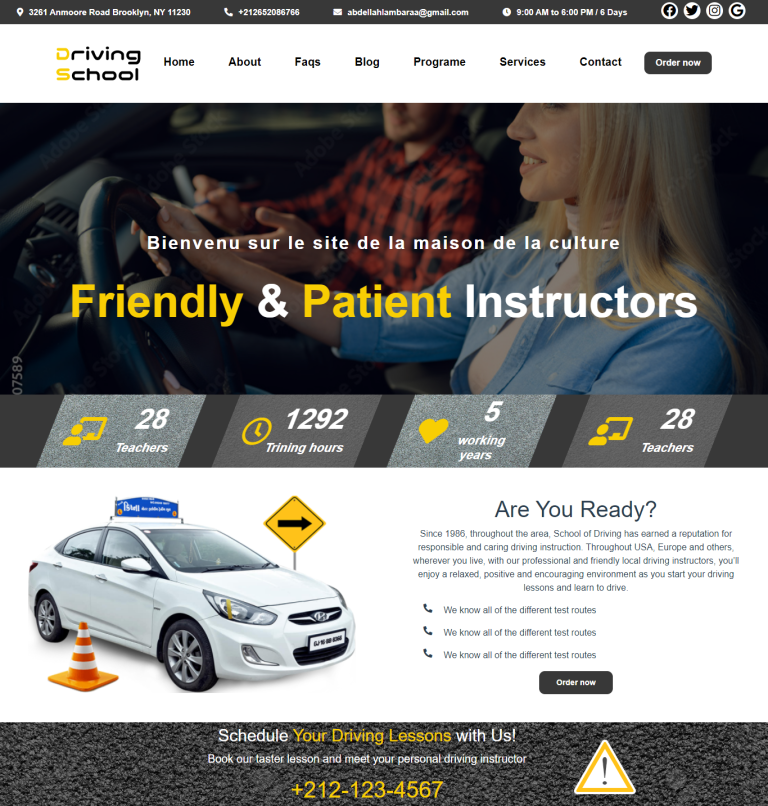 3261 Anmoore Road Brooklyn, NY 11230
+212652086766
abdellahlambaraa@gmail.com
9:00 AM to 6:00 PM / 6 Days
Driving
School
Home
About
Faqs
Blog
Programe
Services
Contact
Order now
Bienvenu sur le site de la maison de la culture
Friendly & Patient Instructors
07589
28
Teachers
1292
Trining hours
5
working
years
28
Teachers
Are You Ready?
Since 1986, throughout the area, School of Driving has earned a reputation for
responsible and caring driving instruction. Throughout USA, Europe and others,
wherever you live, with our professional and friendly local driving instructors, you'll
enjoy a relaxed, positive and encouraging environment as you start your driving
lessons and learn to drive.
We know all of the different test routes
We know all of the different test routes
We know all of the different test routes
Order now
Schedule Your Driving Lessons with Us!
Book our taster lesson and meet your personal driving instructor
+212-123-4567